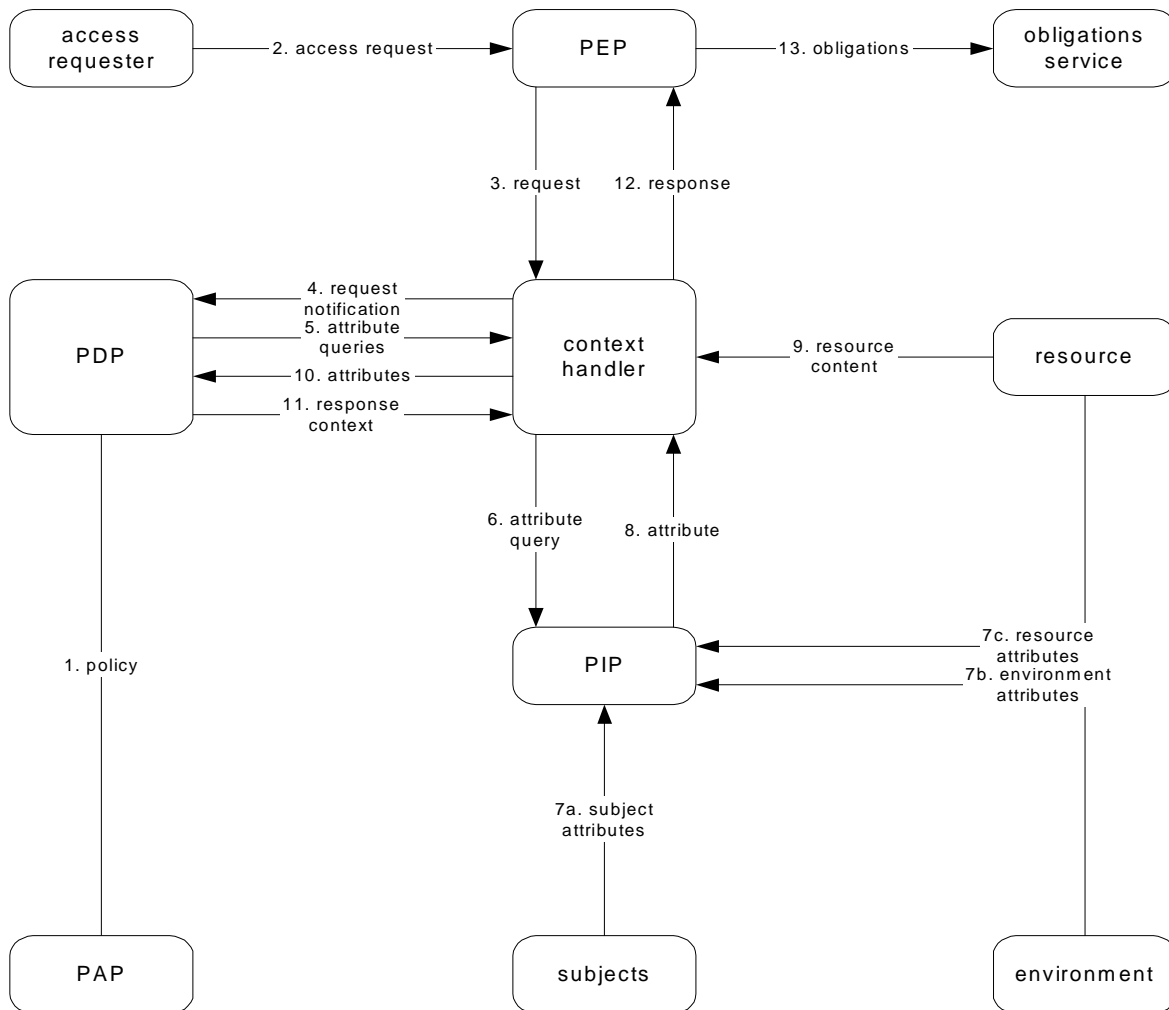 access
requester
2. access request
PEP
13. obligations
obligations
service
3. request
12. response
PDP
4. request
notification
5. attribute
queries
10. attributes
11. response
context
context
handler
9. resource
content
resource
6. attribute
query
8. attribute
1. policy
PIP
7c. resource
attributes
7b. environment
attributes
7a. subject
attributes
PAP
subjects
environment